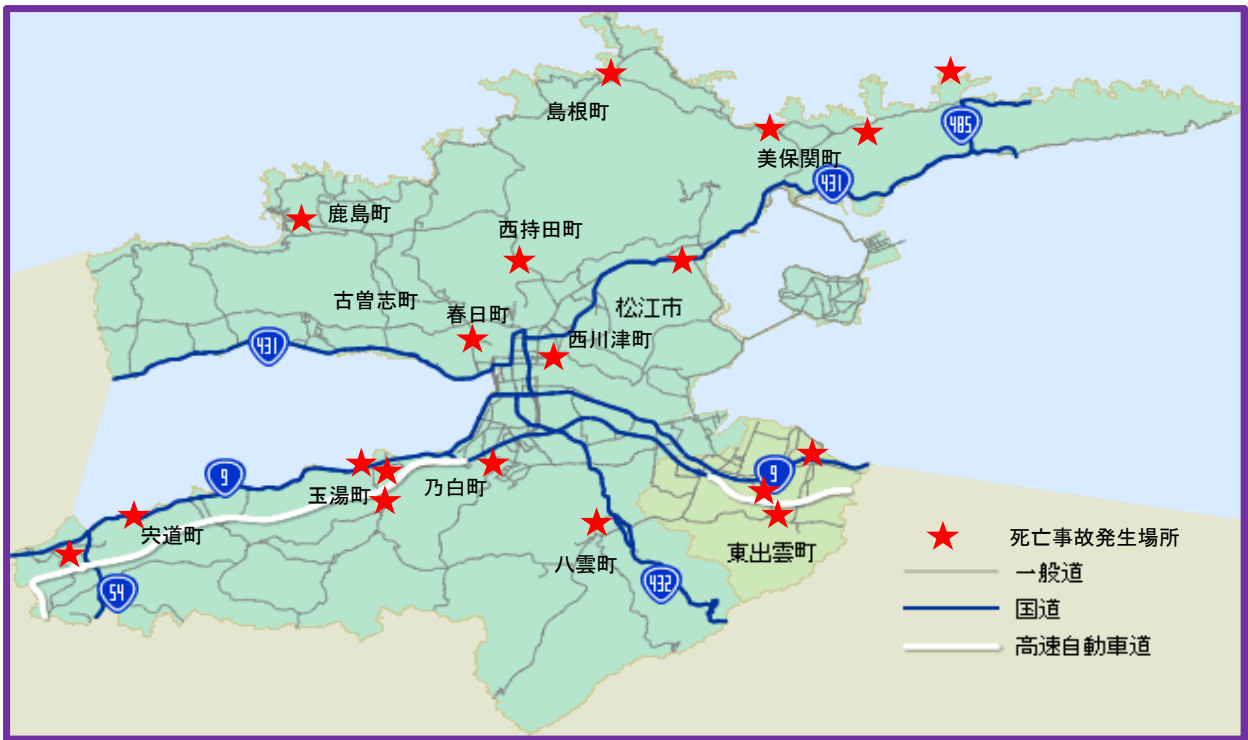 島根町
485
美保関町
431
鹿島町
西持田町
古曽志町
松江市
春日町
西川津町
431
9
9
玉湯町
乃白町
宍道町
死亡事故発生場所
東出雲町
八雲町
一般道
432
54
国道
高速自動車道